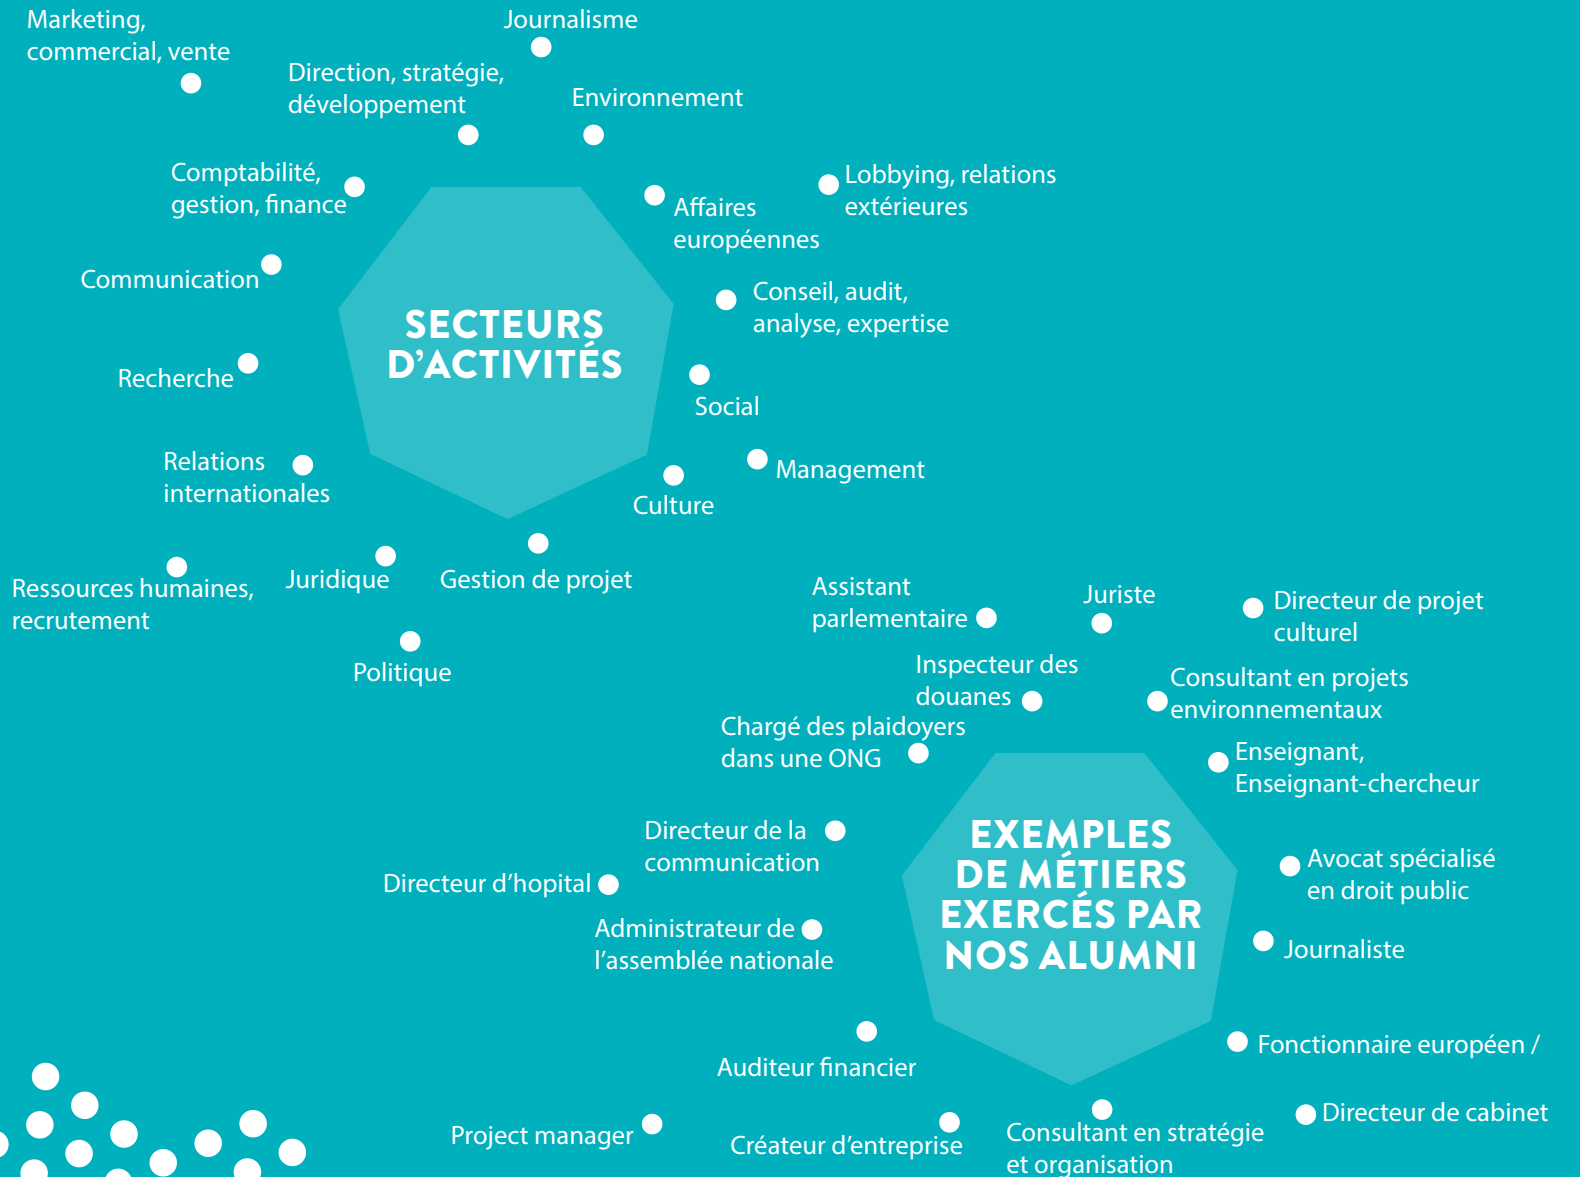 Marketing,
commercial, vente
Journalisme
Direction, stratégie,
développement
Environnement
Comptabilité,
gestion, finance
Affaires
européennes
Lobbying, relations
extérieures
Communication
Conseil, audit,
analyse, expertise
SECTEURS
D’ACTIVITÉS
Recherche
Social
Relations
internationales
Management
Culture
Ressources humaines,
recrutement
Juridique
Gestion de projet
Politique
Assistant
parlementaire
Juriste
Directeur de projet
culturel
Inspecteur des
douanes
Consultant en projets
environnementaux
Chargé des plaidoyers
dans une ONG
Enseignant,
Enseignant-chercheur
Directeur de la
communication
EXEMPLES
DE MÉTIERS
EXERCÉS PAR
NOS ALUMNI
Avocat spécialisé
en droit public
Directeur d’hopital
Administrateur de
l’assemblée nationale
Journaliste
Fonctionnaire européen /
Auditeur financier
Directeur de cabinet
Project manager
Créateur d’entreprise
Consultant en stratégie
et organisation